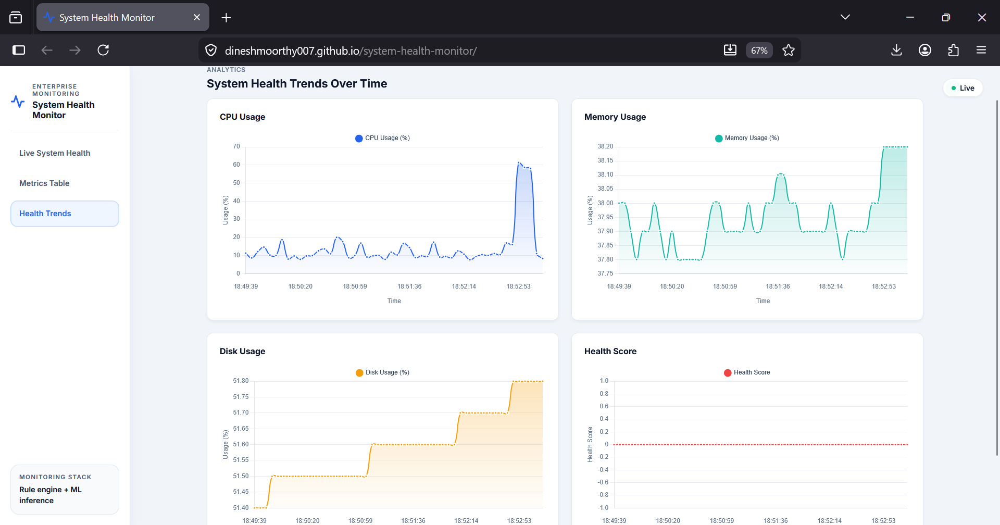 System Health Monitor
dineshmoorthy007.github.io/system-health-monitor/
67%
ENTERPRISE
MONITORING
System Health
Monitor
Live System Health
Metrics Table
Health Trends
MONITORING STACK
Rule engine + ML
inference
ANALYTICS
System Health Trends Over Time
Live
CPU Usage
CPU Usage (%)
70
60
50
40
30
20
10
0
Usage (%)
18:49:39 18:50:20 18:50:59 18:51:36 18:52:14 18:52:53
Time
Memory Usage
Memory Usage (%)
38.20
38.15
38.10
38.05
38.00
37.95
37.90
37.85
37.80
37.75
Usage (%)
18:49:39 18:50:20 18:50:59 18:51:36 18:52:14 18:52:53
Time
Disk Usage
Disk Usage (%)
51.80
51.75
51.70
51.65
51.60
51.55
51.50
51.45
51.40
Usage (%)
18:49:39 18:50:20 18:50:59 18:51:36 18:52:14 18:52:53
Health Score
Health Score
1.0
0.8
0.6
0.4
0.2
0
-0.2
-0.4
-0.6
-0.8
-1.0
Health Score
18:49:39 18:50:20 18:50:59 18:51:36 18:52:14 18:52:53